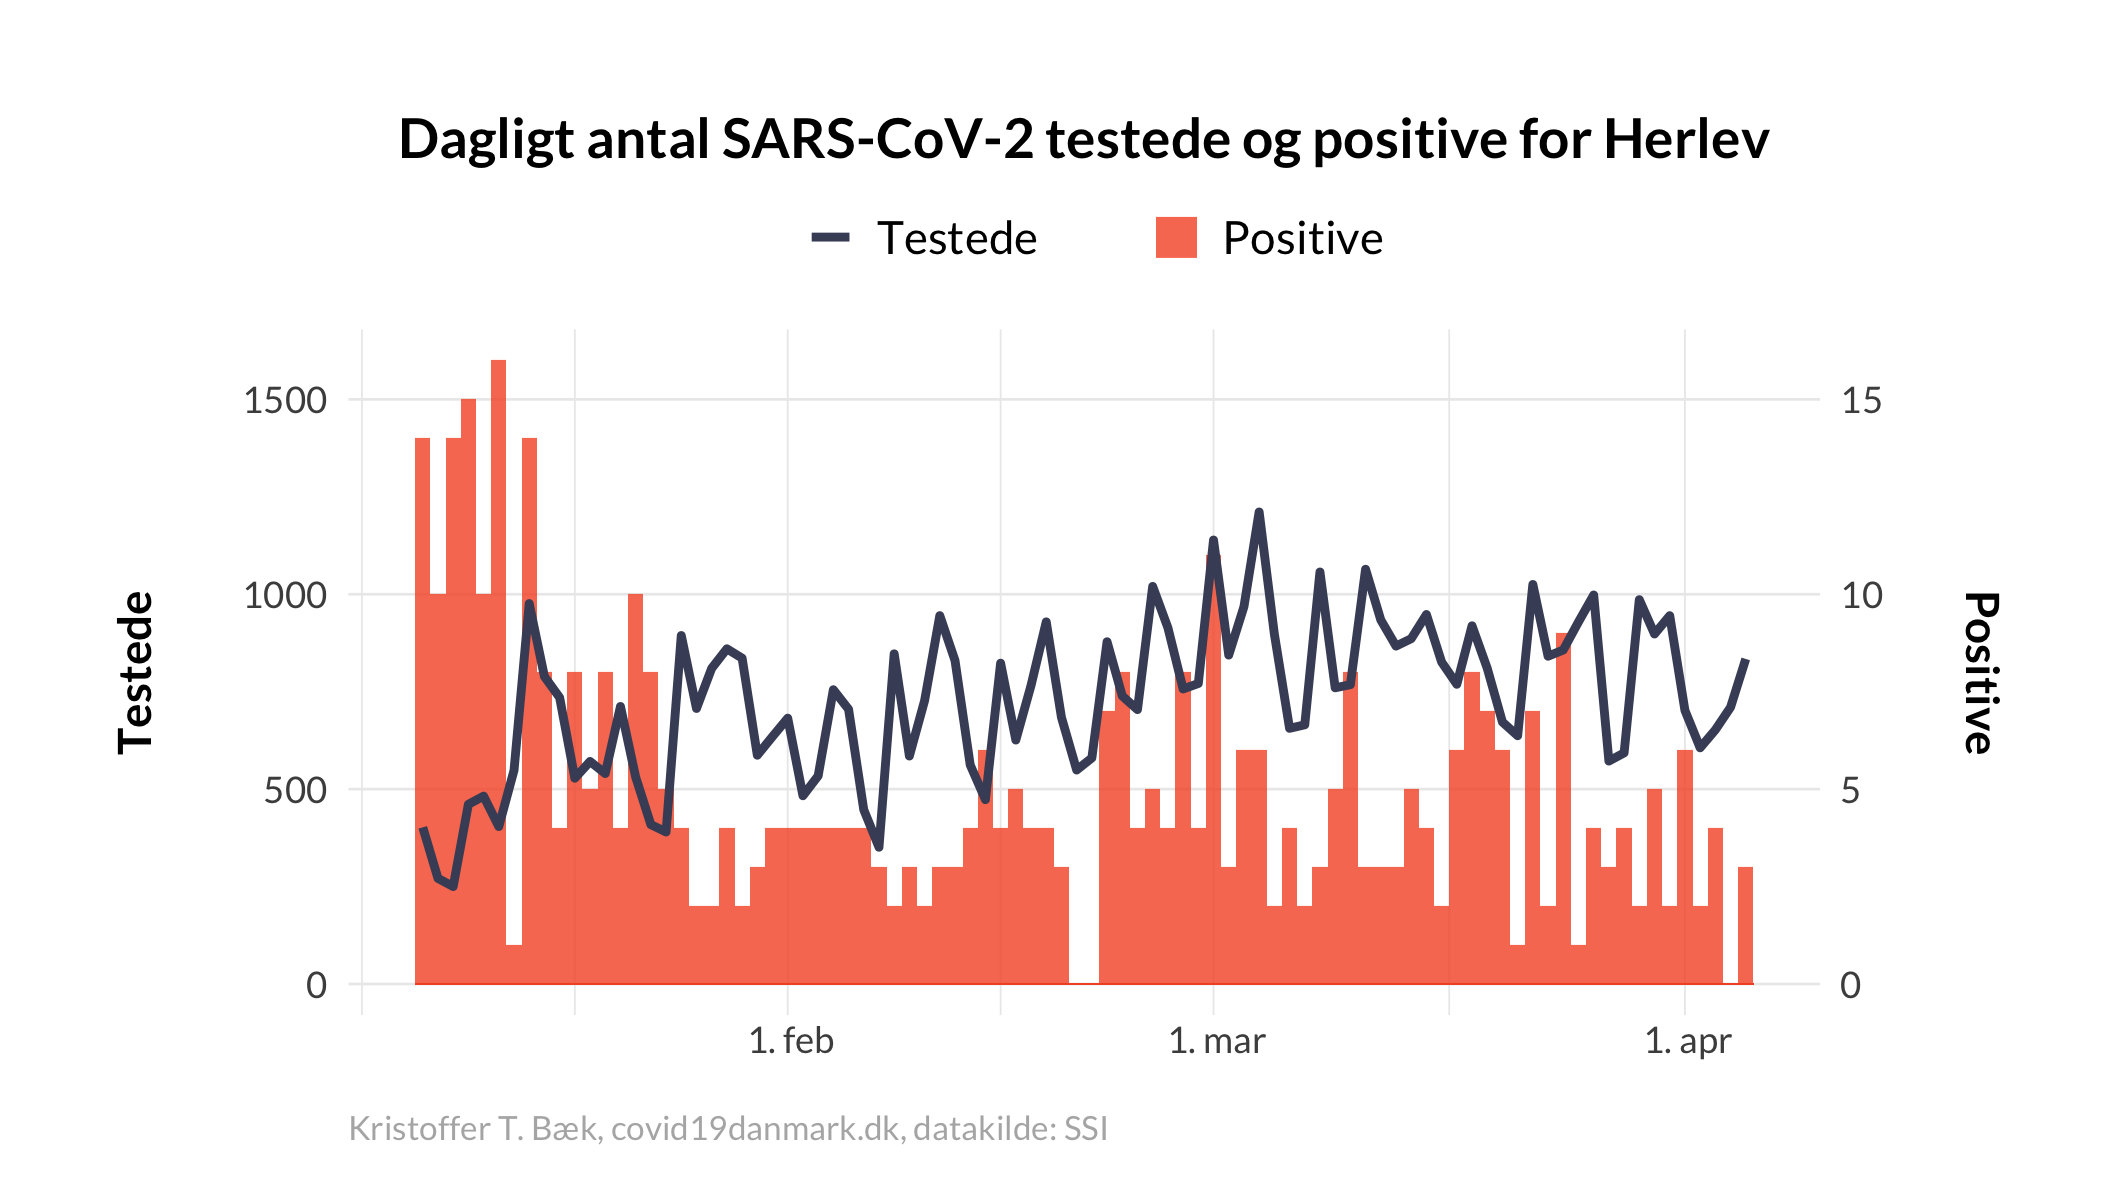 Dagligt antal SARS-CoV-2 testede og positive for Herlev
Testede Positive
1500 15
1000 10
500 5
0 0
Testede
Positive
1. feb 1. mar 1. apr
Kristoffer T. Bæk, covid19danmark.dk, datakilde: SSI